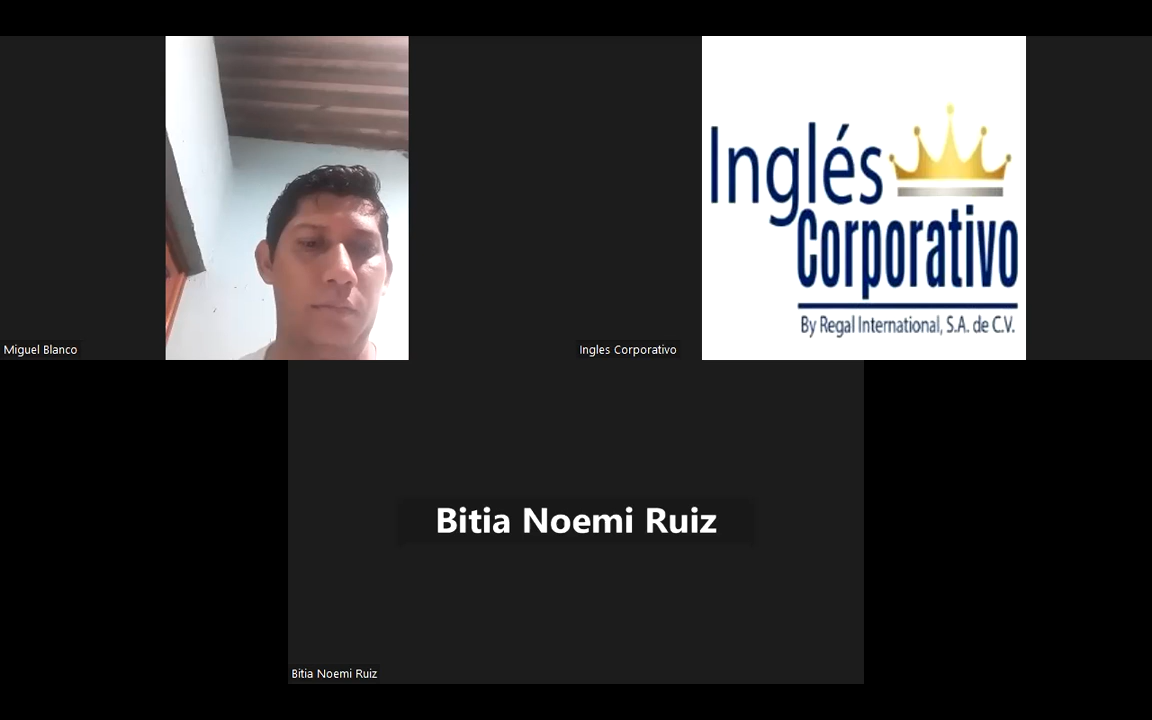 Inglés
Corporativo
By Regal International, S.A. de C.V.
Miguel Blanco
Ingles Corporativo
Bitia Noemi Ruiz
Bitia Noemi Ruiz